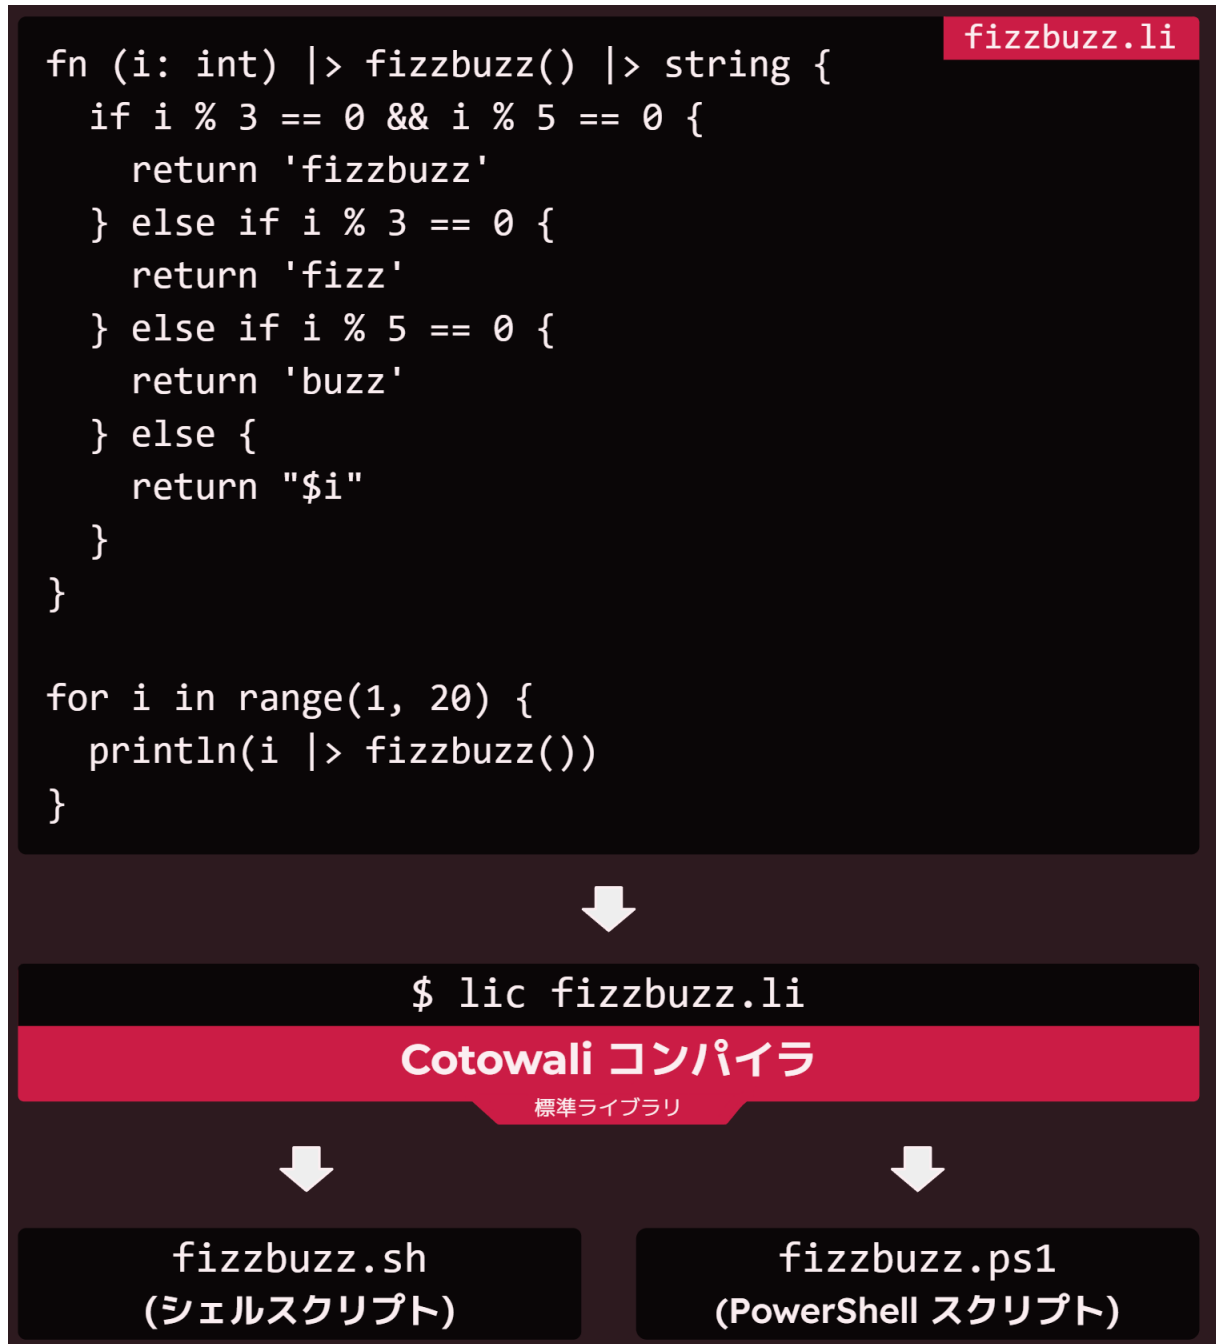 fizzbuzz.li
fn (i: int) |> fizzbuzz() |> string {
  if i % 3 == 0 && i % 5 == 0 {
    return 'fizzbuzz'
  } else if i % 3 == 0 {
    return 'fizz'
  } else if i % 5 == 0 {
    return 'buzz'
  } else {
    return "$i"
  }
}

for i in range(1, 20) {
  println(i |> fizzbuzz())
}
$ lic fizzbuzz.li
Cotowali コンパイラ
標準ライブラリ
fizzbuzz.sh
(シェルスクリプト)
fizzbuzz.ps1
(PowerShell スクリプト)